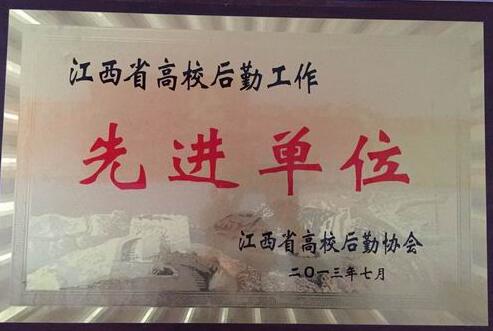 江西省高校后勤工作
先进单位
江西省高校后勤协会
二〇一三年七月